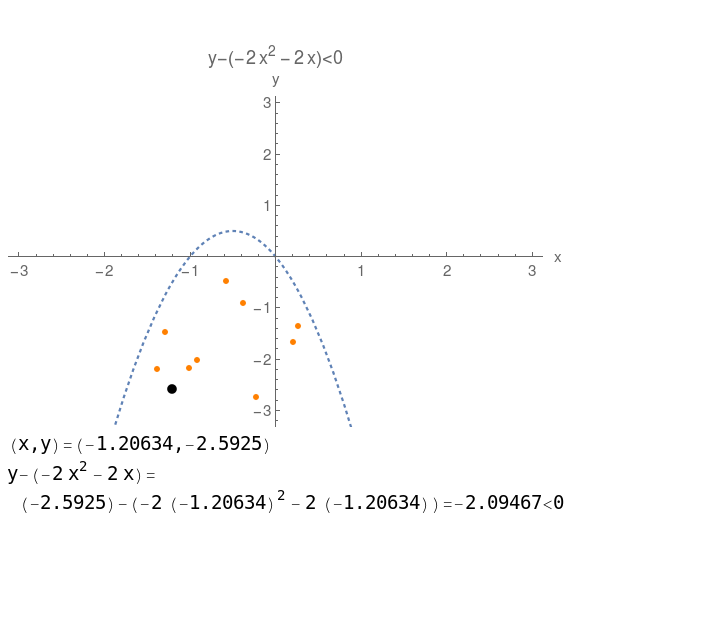 y−(−2 x² − 2 x)<0
y
3
2
1
−3 −2 −1 1 2 3 x
−1
−2
−3
(x,y)=(−1.20634,−2.5925)
y−(−2 x² − 2 x)=
(−2.5925)−(−2 (−1.20634)² − 2 (−1.20634))=−2.09467<0